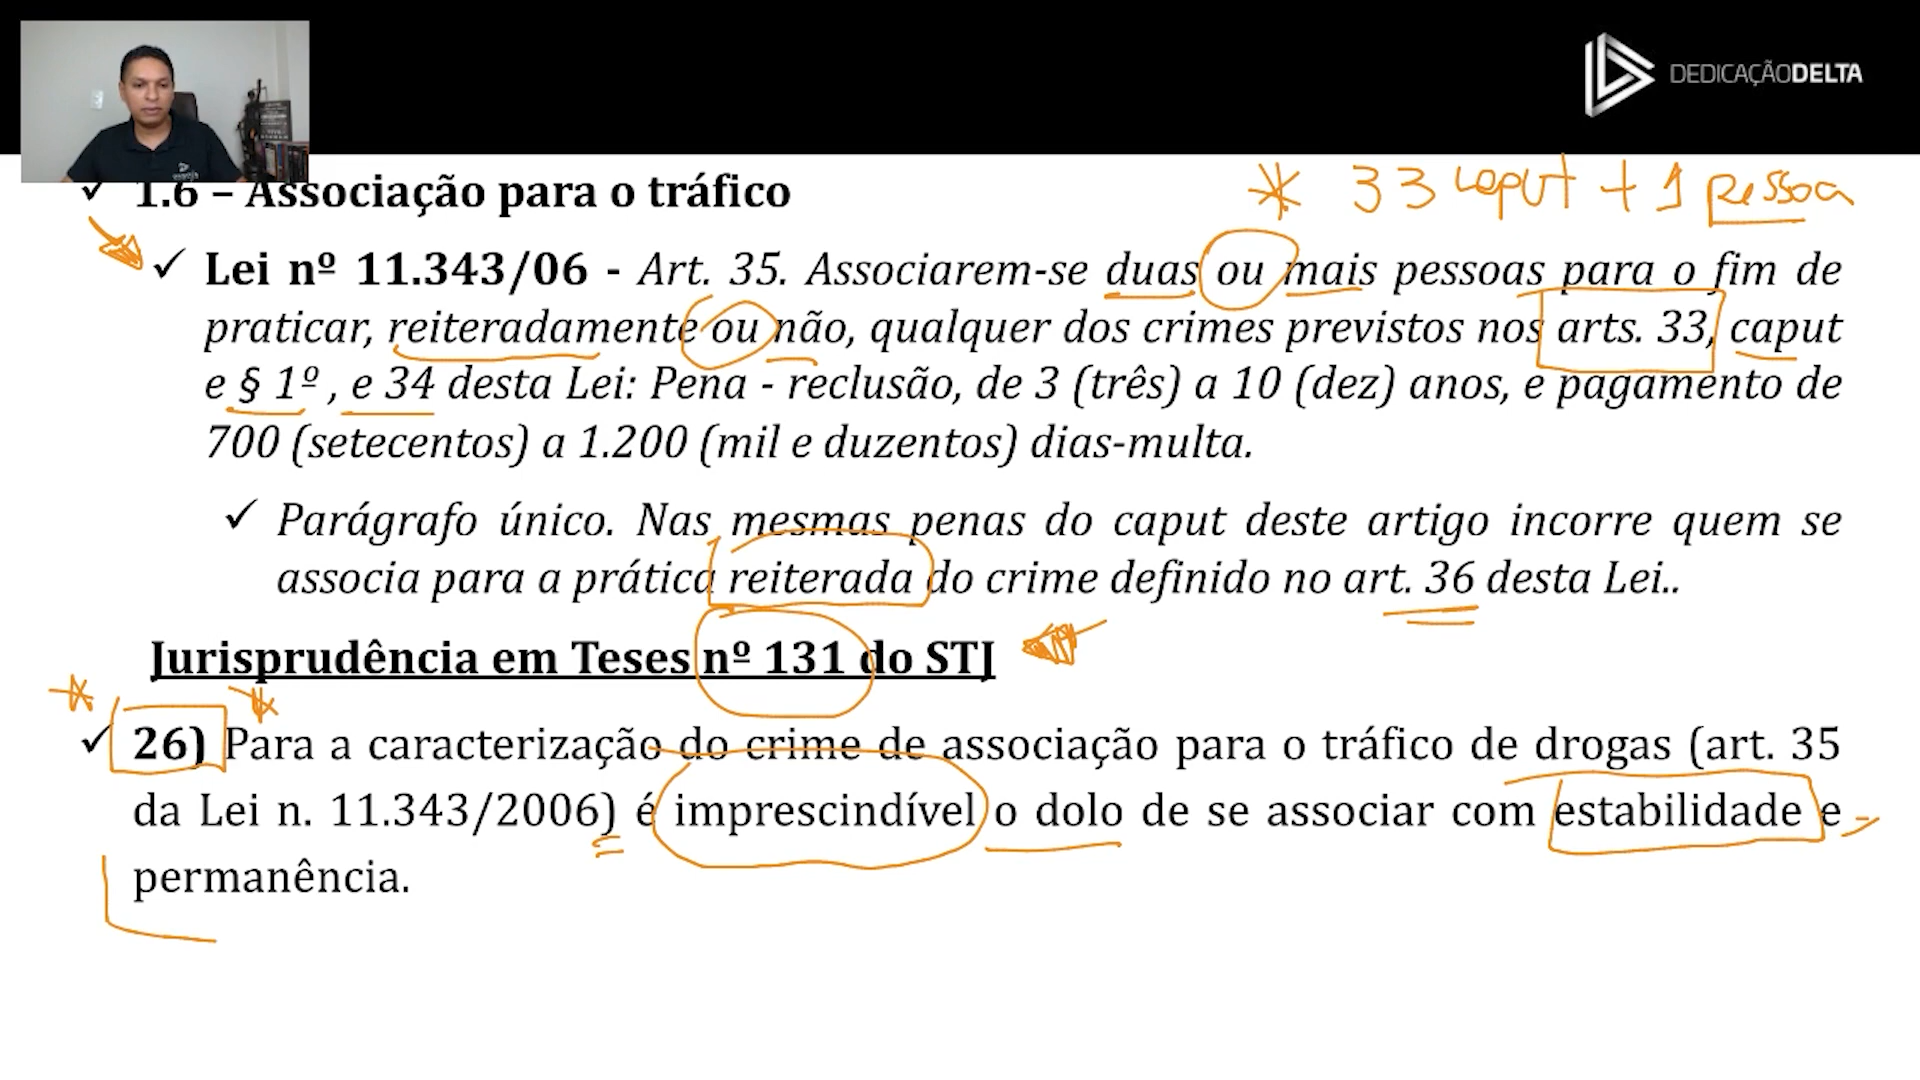 DEDICAÇÃODELTA
1.6 – Associação para o tráfico
* 33 caput + 1 pessoa
✓ Lei nº 11.343/06 - Art. 35. Associarem-se duas ou mais pessoas para o fim de
praticar, reiteradamente ou não, qualquer dos crimes previstos nos arts. 33, caput
e § 1º , e 34 desta Lei: Pena - reclusão, de 3 (três) a 10 (dez) anos, e pagamento de
700 (setecentos) a 1.200 (mil e duzentos) dias-multa.
✓ Parágrafo único. Nas mesmas penas do caput deste artigo incorre quem se
associa para a prática reiterada do crime definido no art. 36 desta Lei..
Jurisprudência em Teses nº 131 do STJ
✓ 26) Para a caracterização do crime de associação para o tráfico de drogas (art. 35
da Lei n. 11.343/2006) é imprescindível o dolo de se associar com estabilidade e
permanência.